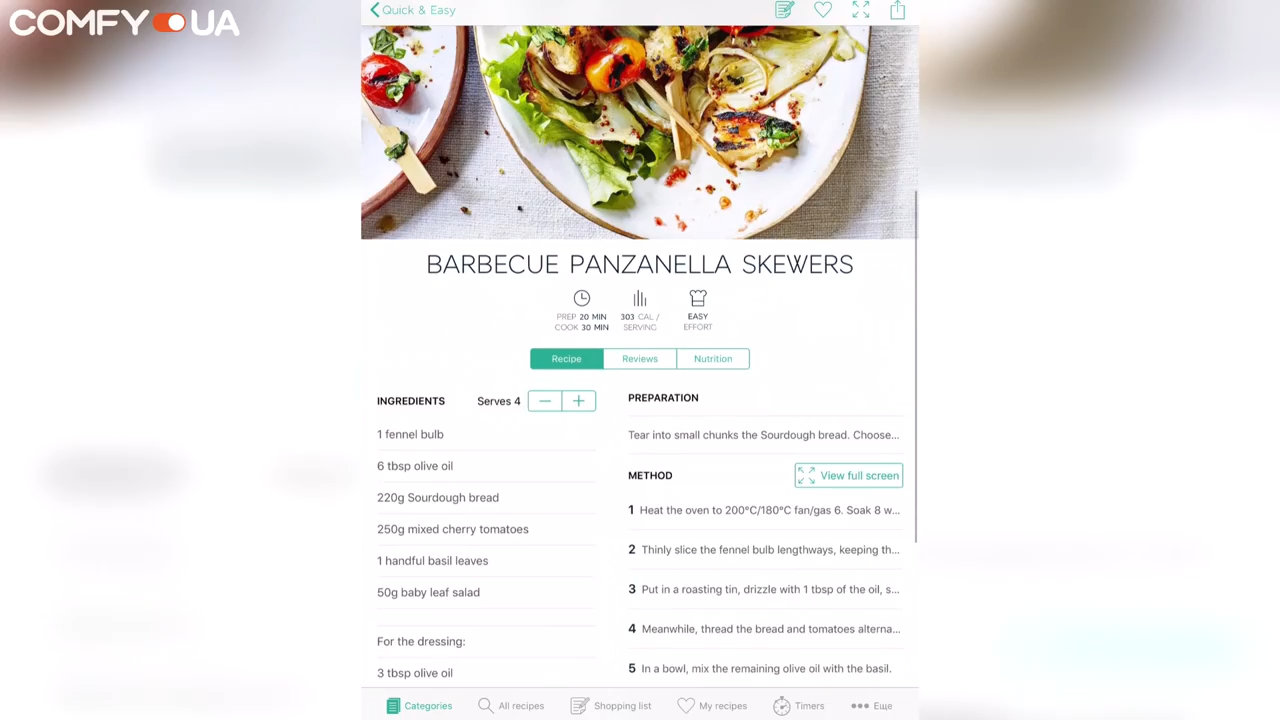 COMFY UA
Quick & Easy
BARBECUE PANZANELLA SKEWERS
PREP 20 MIN
COOK 30 MIN
303 CAL /
SERVING
EASY
EFFORT
Recipe
Reviews
Nutrition
INGREDIENTS
Serves 4
1 fennel bulb
6 tbsp olive oil
220g Sourdough bread
250g mixed cherry tomatoes
1 handful basil leaves
50g baby leaf salad
For the dressing:
3 tbsp olive oil
PREPARATION
Tear into small chunks the Sourdough bread. Choose...
METHOD
View full screen
1 Heat the oven to 200°C/180°C fan/gas 6. Soak 8 w...
2 Thinly slice the fennel bulb lengthways, keeping th...
3 Put in a roasting tin, drizzle with 1 tbsp of the oil, s...
4 Meanwhile, thread the bread and tomatoes alterna...
5 In a bowl, mix the remaining olive oil with the basil.
Categories
All recipes
Shopping list
My recipes
Timers
Еще